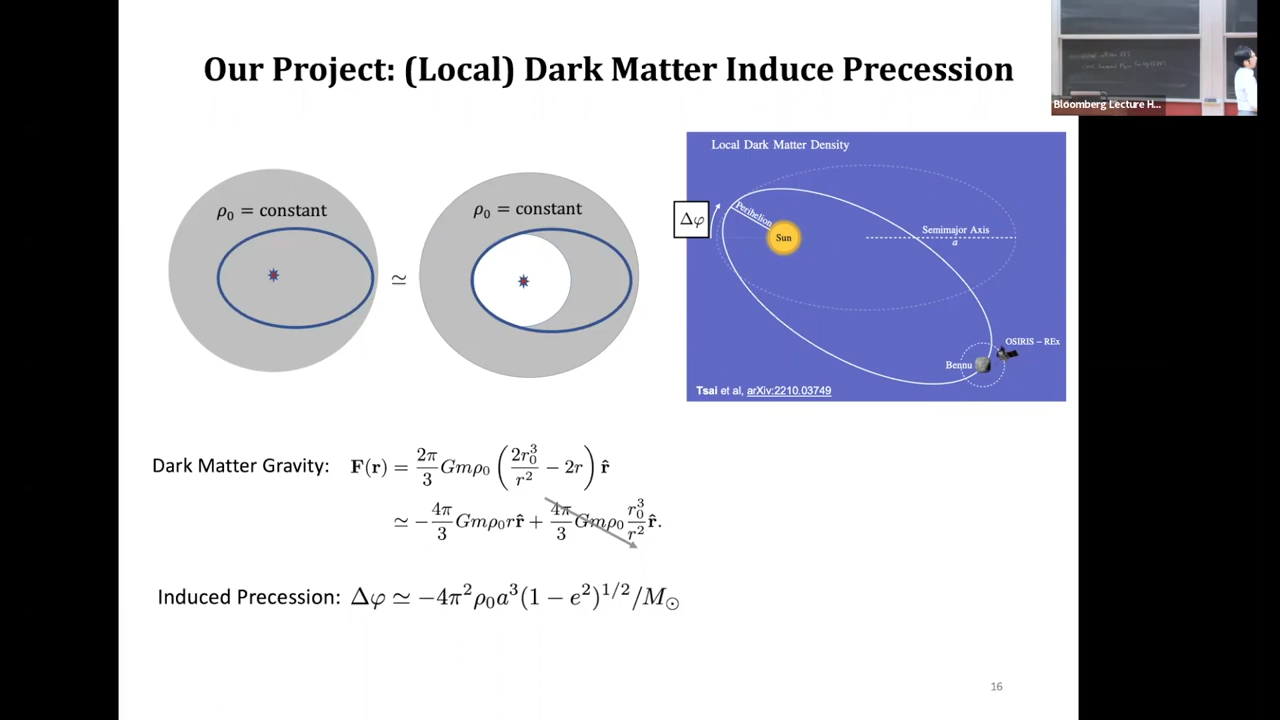 Our Project: (Local) Dark Matter Induce Precession
Bloomberg Lecture H...
ρ₀ = constant
≃
ρ₀ = constant
Local Dark Matter Density
Δφ
Perihelion
Sun
Semimajor Axis
a
OSIRIS – REx
Bennu
Tsai et al, arXiv:2210.03749
Dark Matter Gravity: F(r) = 2π/3 Gmρ₀ (2r₀³/r² − 2r) r̂
≃ − 4π/3 Gmρ₀rr̂ + 4π/3 Gmρ₀ r₀³/r² r̂.
Induced Precession: Δφ ≃ −4π²ρ₀a³(1 − e²)^1/2/M☉
16